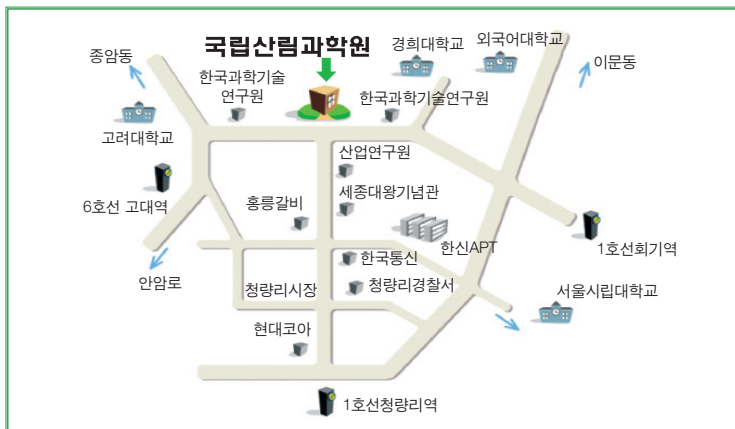 국립산림과학원
경희대학교
외국어대학교
종암동
이문동
한국과학기술
연구원
한국과학기술연구원
고려대학교
산업연구원
세종대왕기념관
6호선 고대역
홍릉갈비
한신APT
1호선회기역
한국통신
안암로
청량리시장
청량리경찰서
서울시립대학교
현대코아
1호선청량리역